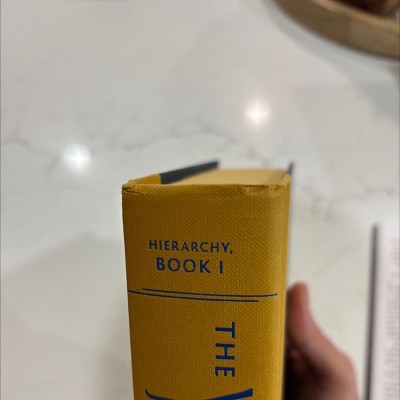 HIERARCHY,
BOOK I
THE